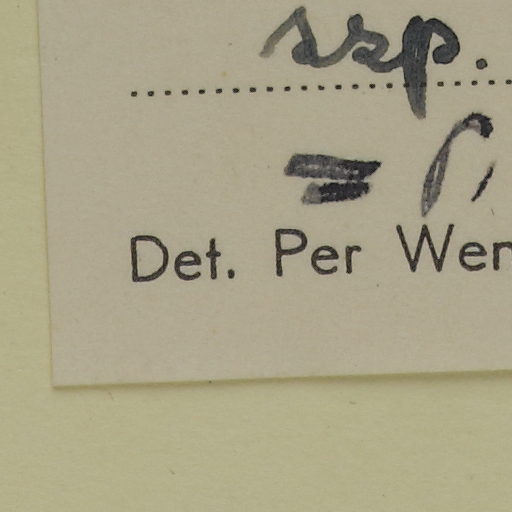 ssp.
=
Det. Per Wen